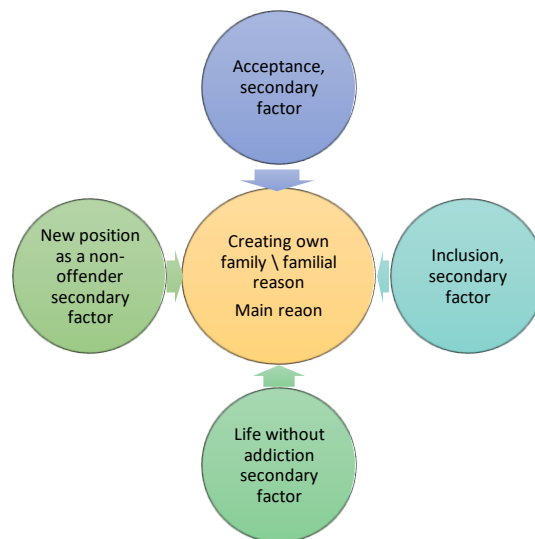 Acceptance,
secondary
factor
New position
as a non-
offender
secondary
factor
Creating own
family \ familial
reason
Main reaon
Inclusion,
secondary
factor
Life without
addiction
secondary
factor